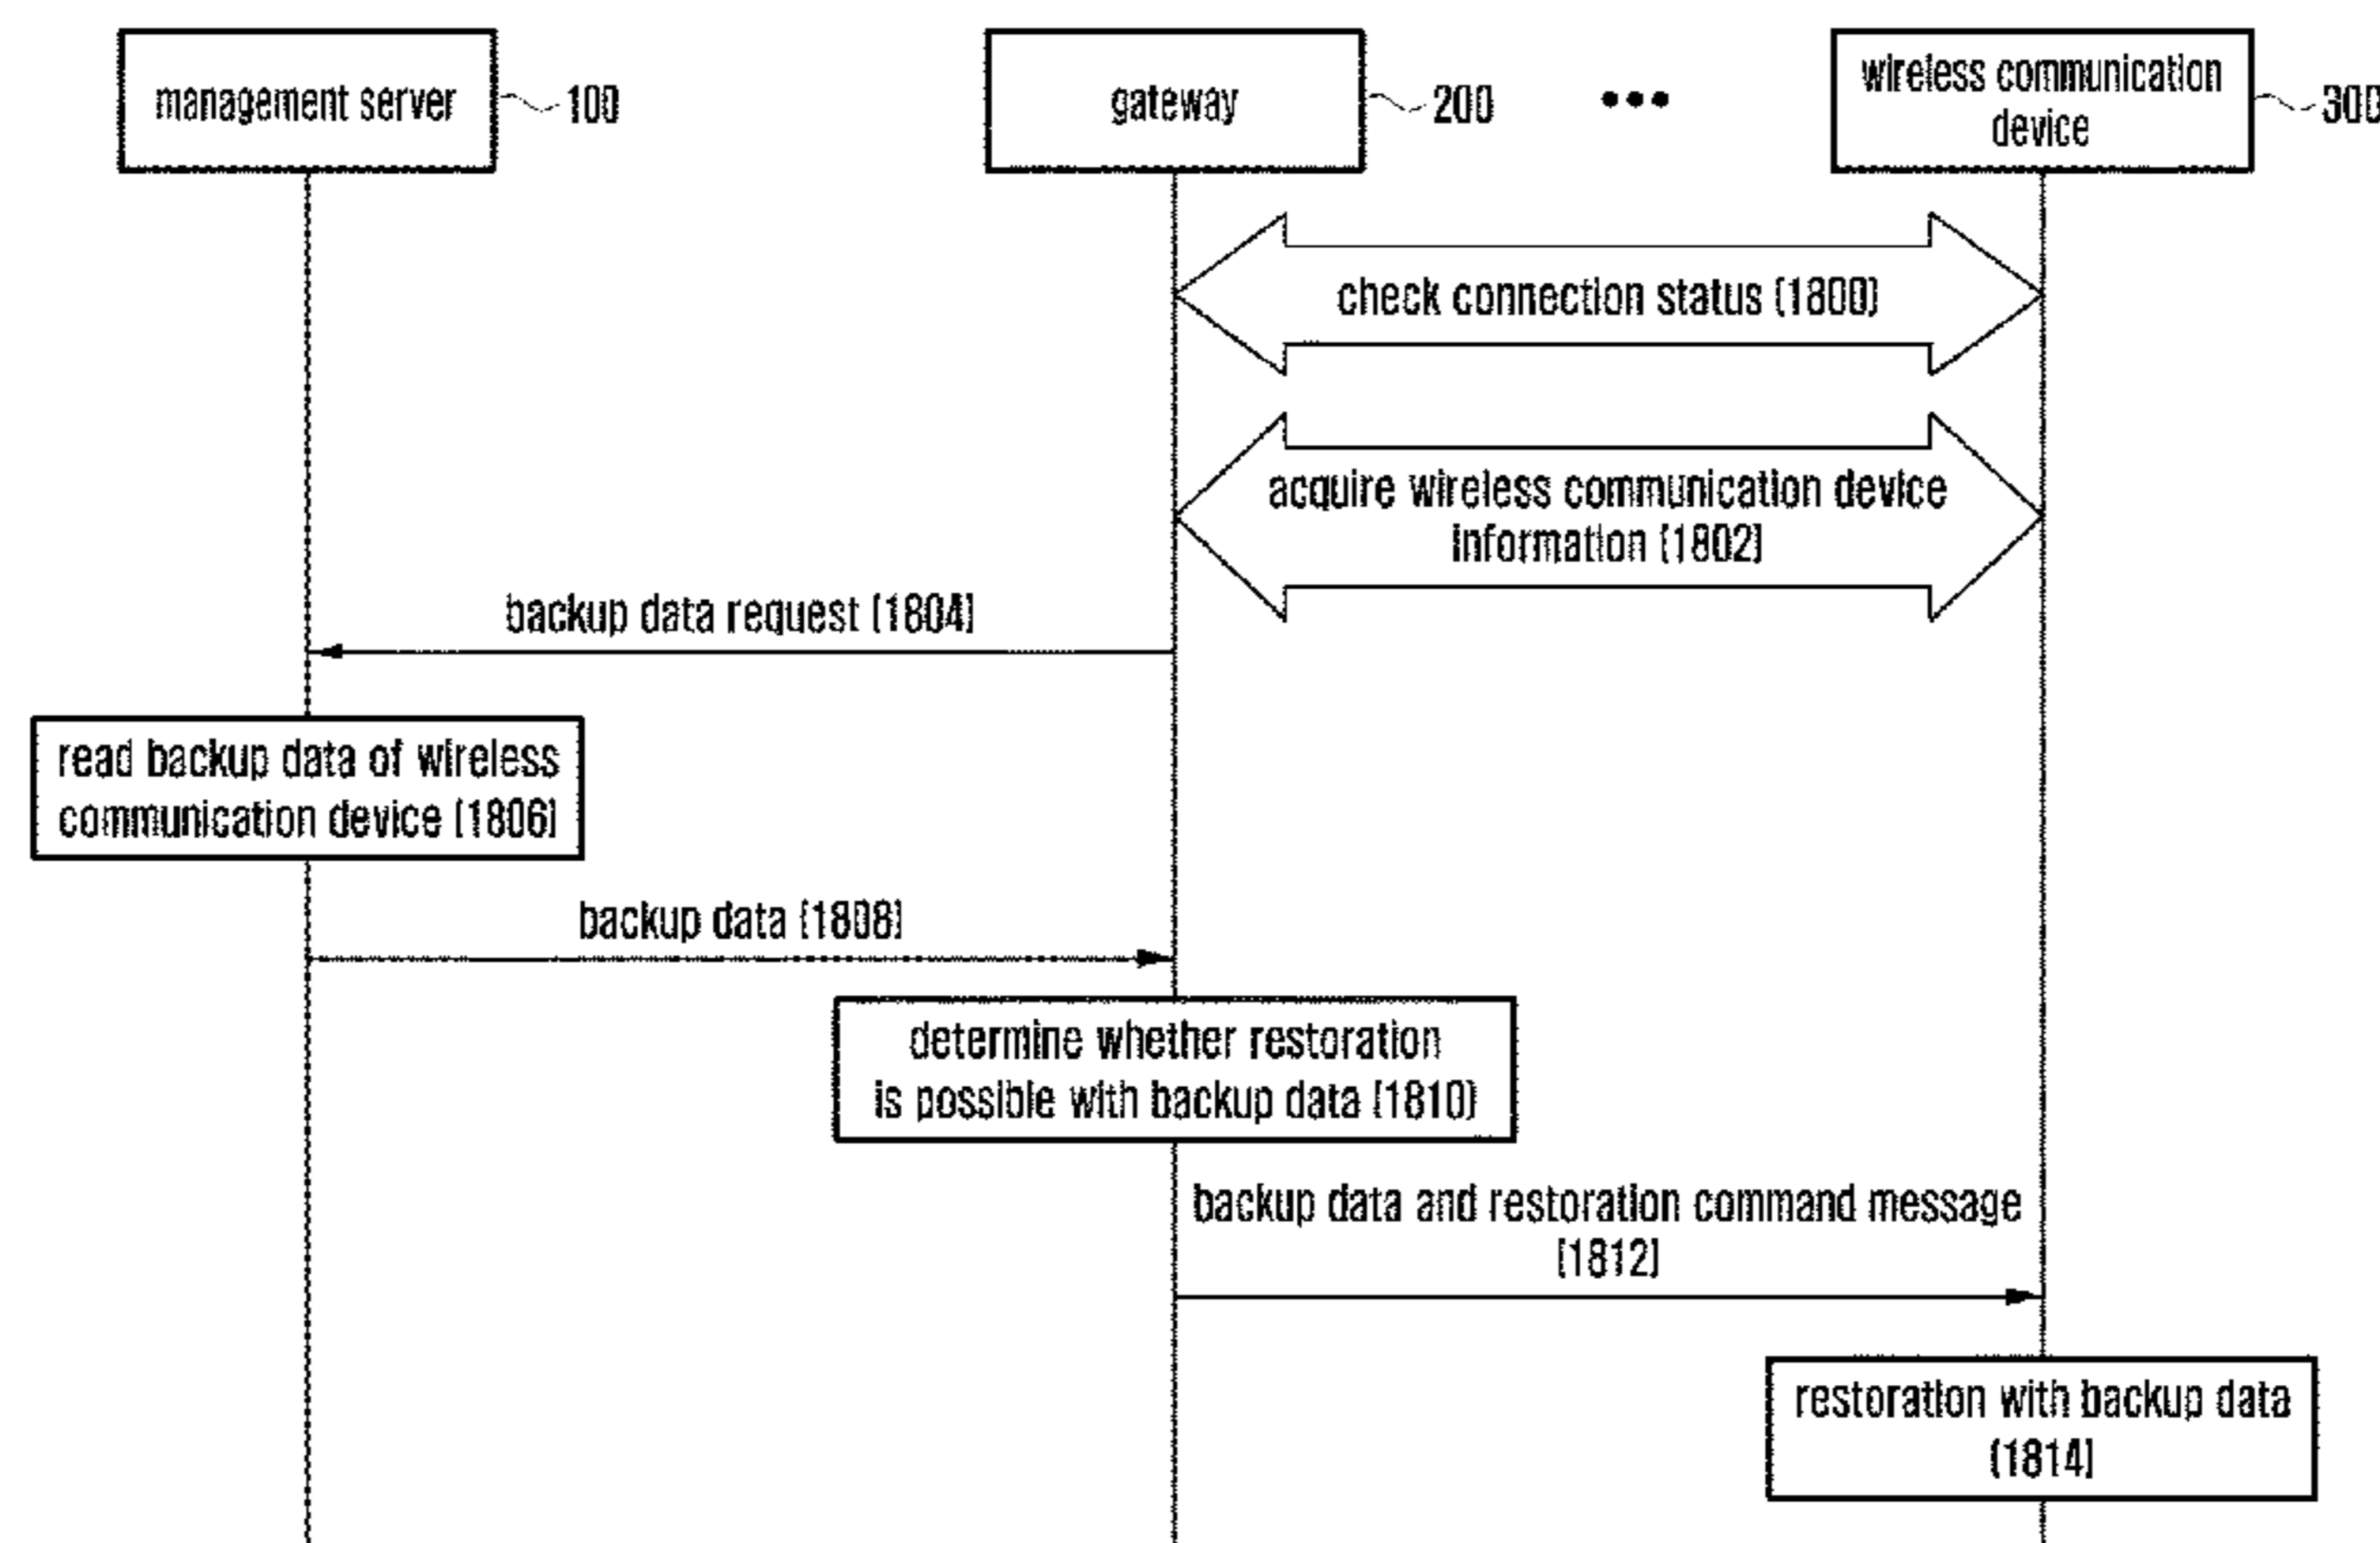 management server
100
gateway
200
•••
wireless communication
device
300
check connection status (1800)
acquire wireless communication device
information (1802)
backup data request (1804)
read backup data of wireless
communication device (1806)
backup data (1808)
determine whether restoration
is possible with backup data (1810)
backup data and restoration command message
(1812)
restoration with backup data
(1814)